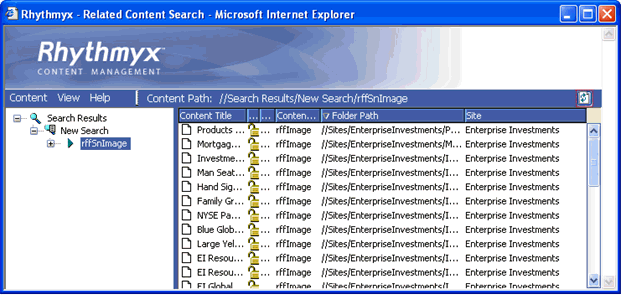 Rhythmyx - Related Content Search - Microsoft Internet Explorer
Rhythmyx
CONTENT MANAGEMENT
Content View Help Content Path: //Search Results/New Search/rffSnImage
Search Results
New Search
rffSnImage
Content Title ... ... Conten... Folder Path Site
Products ... ... rffImage //Sites/EnterpriseInvestments/P... Enterprise Investments
Mortgag... ... rffImage //Sites/EnterpriseInvestments/M... Enterprise Investments
Investme... ... rffImage //Sites/EnterpriseInvestments/I... Enterprise Investments
Man Seat... ... rffImage //Sites/EnterpriseInvestments/I... Enterprise Investments
Hand Sig... ... rffImage //Sites/EnterpriseInvestments/I... Enterprise Investments
Family Gr... ... rffImage //Sites/EnterpriseInvestments/I... Enterprise Investments
NYSE Pa... ... rffImage //Sites/EnterpriseInvestments/I... Enterprise Investments
Blue Glob... ... rffImage //Sites/EnterpriseInvestments/I... Enterprise Investments
Large Yel... ... rffImage //Sites/EnterpriseInvestments/I... Enterprise Investments
EI Resou... ... rffImage //Sites/EnterpriseInvestments/I... Enterprise Investments
EI Resou... ... rffImage //Sites/EnterpriseInvestments/I... Enterprise Investments
EI Global ... rffImage //Sites/EnterpriseInvestments/I... Enterprise Investments